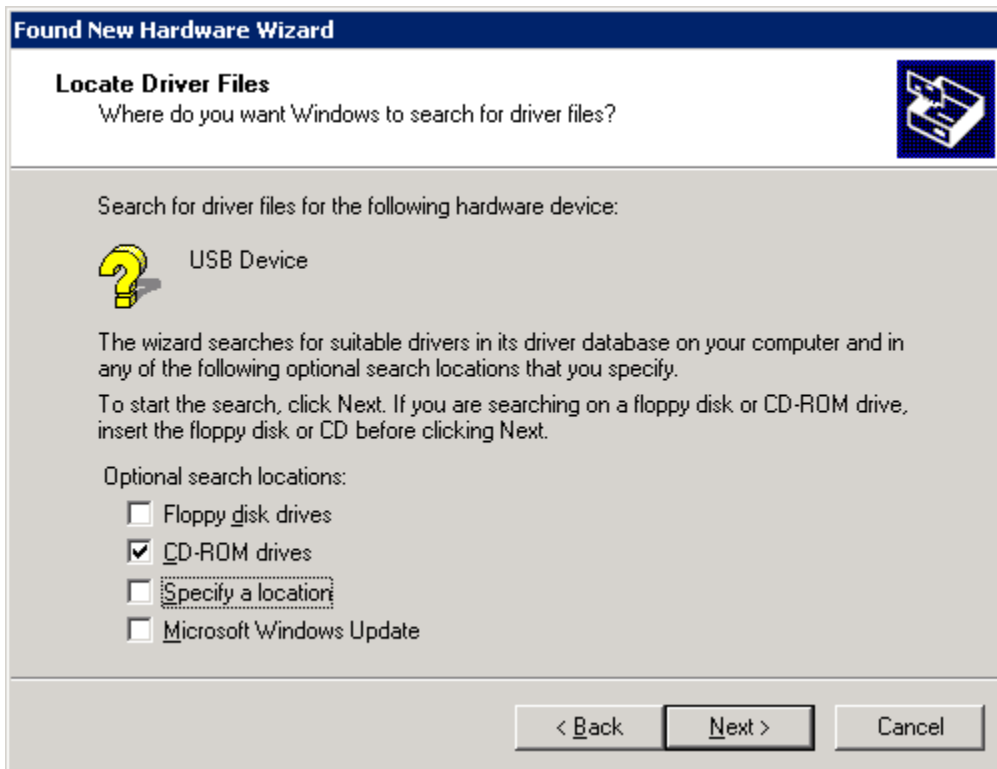 Found New Hardware Wizard
Locate Driver Files
Where do you want Windows to search for driver files?
Search for driver files for the following hardware device:
USB Device
The wizard searches for suitable drivers in its driver database on your computer and in
any of the following optional search locations that you specify.
To start the search, click Next. If you are searching on a floppy disk or CD-ROM drive,
insert the floppy disk or CD before clicking Next.
Optional search locations:
Floppy disk drives
CD-ROM drives
Specify a location
Microsoft Windows Update
< Back Next > Cancel